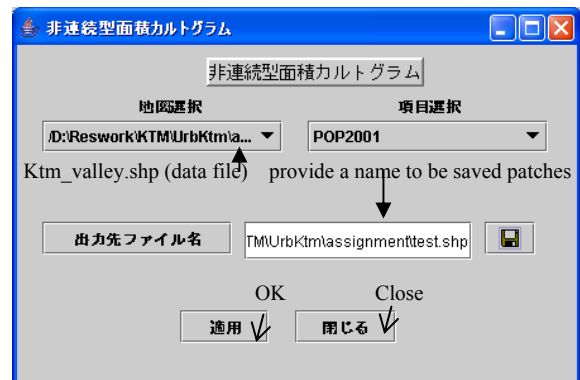 非連続型面積カルトグラム
非連続型面積カルトグラム
地図選択 項目選択
/D:\Reswork\KTM\UrbKtm\a... POP2001
Ktm_valley.shp (data file) provide a name to be saved patches
出力先ファイル名 TM\UrbKtm\assignment\test.shp
OK Close
適用 閉じる